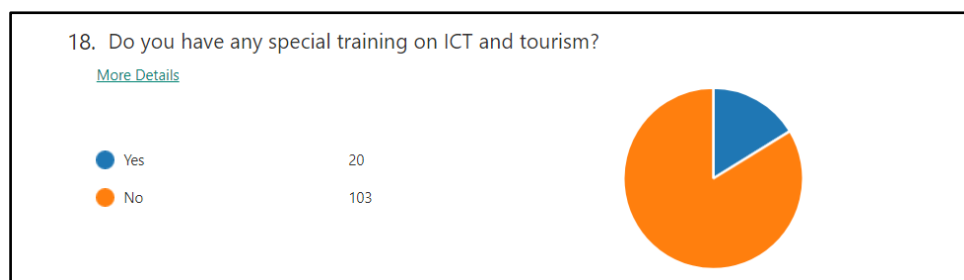 18. Do you have any special training on ICT and tourism?
More Details
Yes 20
No 103